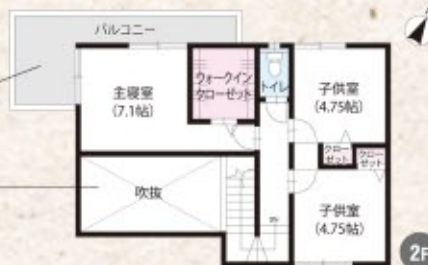 バルコニー
主寝室
(7.1帖)
ウォークイン
クローゼット
トイレ
子供室
(4.75帖)
クロー
ゼット
クロー
ゼット
吹抜
子供室
(4.75帖)
2F